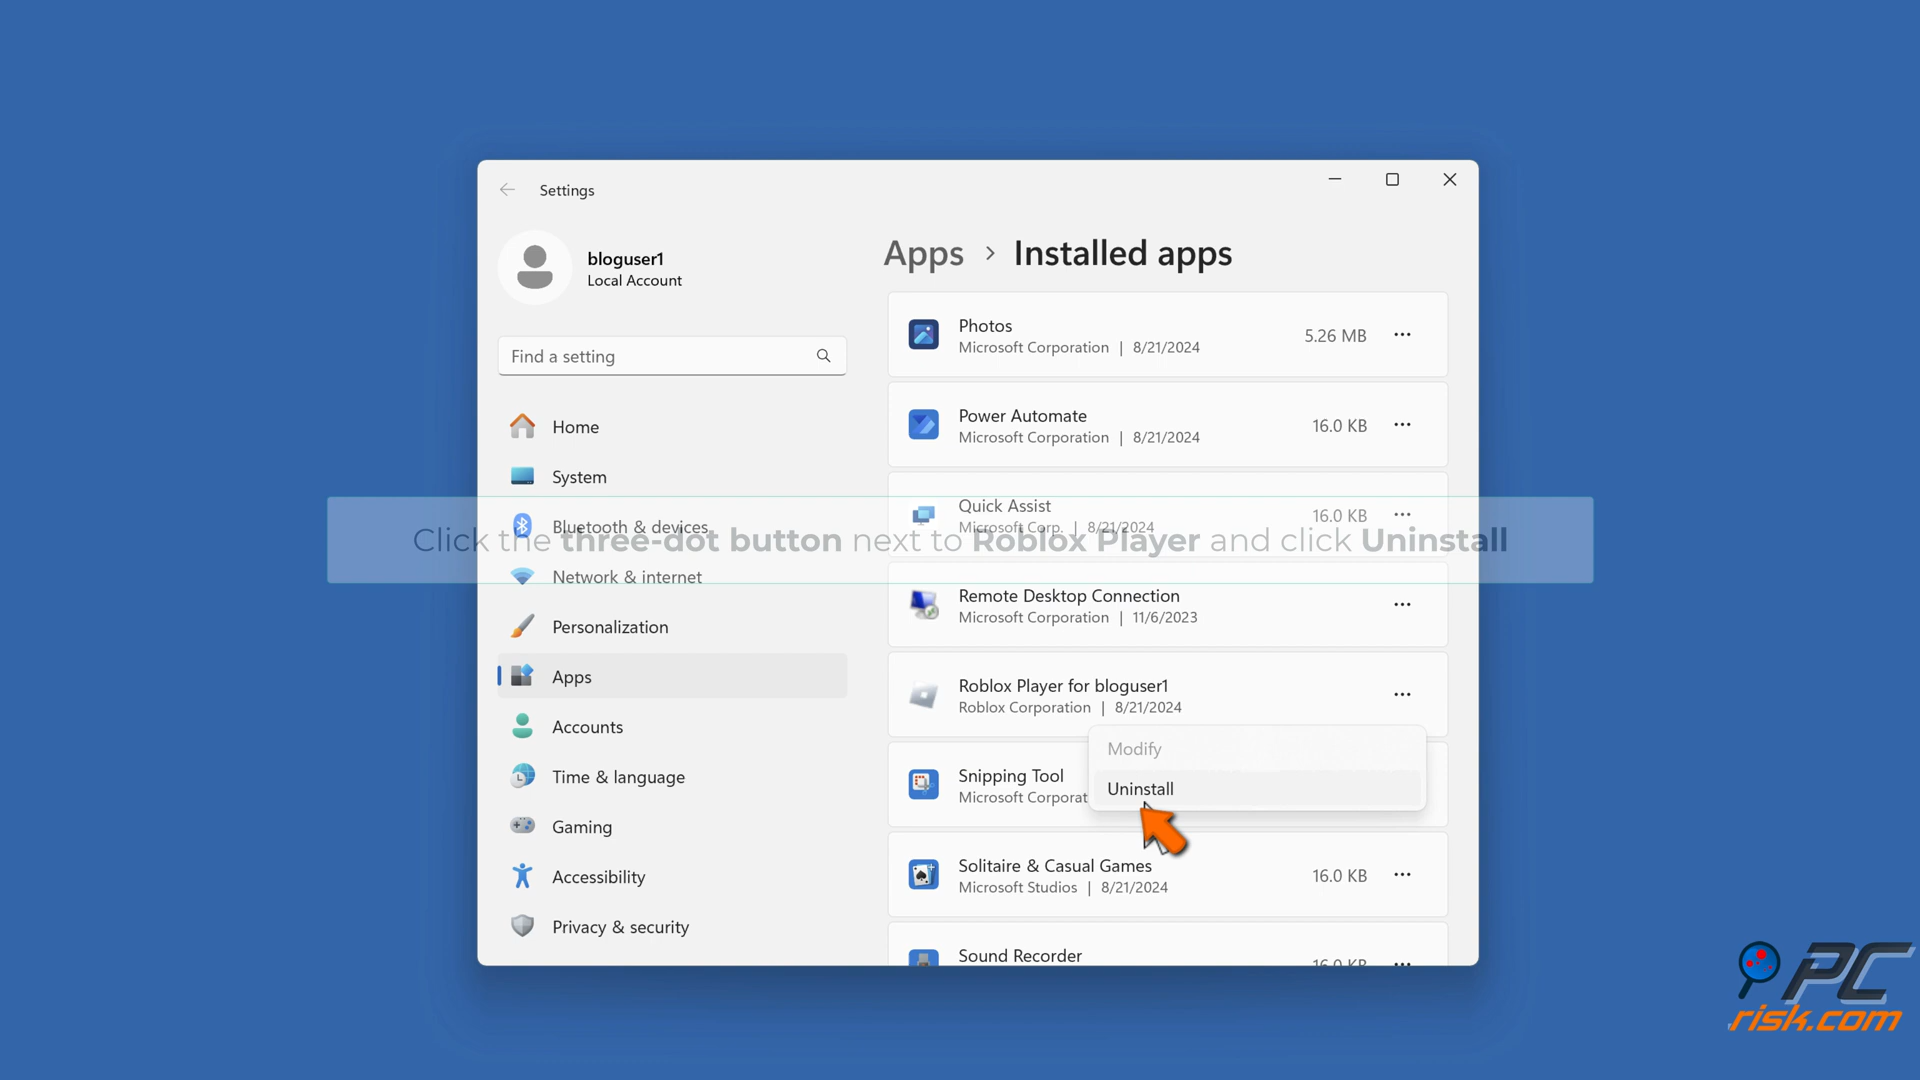 Settings
bloguser1
Local Account
Find a setting
Home
System
Bluetooth & devices
Network & internet
Personalization
Apps
Accounts
Time & language
Gaming
Accessibility
Privacy & security
Apps > Installed apps
Photos
Microsoft Corporation | 8/21/2024
5.26 MB
Power Automate
Microsoft Corporation | 8/21/2024
16.0 KB
Quick Assist
Microsoft Corp. | 8/21/2024
16.0 KB
Click the three-dot button next to Roblox Player and click Uninstall
Remote Desktop Connection
Microsoft Corporation | 11/6/2023
Roblox Player for bloguser1
Roblox Corporation | 8/21/2024
Modify
Uninstall
Snipping Tool
Microsoft Corporat
Solitaire & Casual Games
Microsoft Studios | 8/21/2024
16.0 KB
Sound Recorder
16.0 KB
PC
risk.com